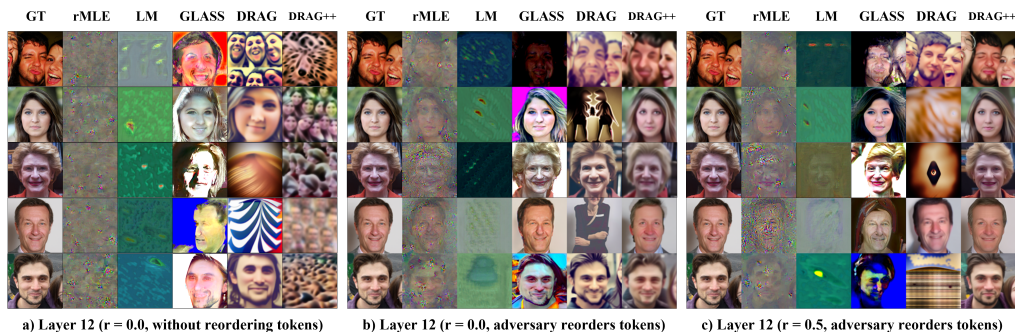 GT rMLE LM GLASS DRAG DRAG++ GT rMLE LM GLASS DRAG DRAG++ GT rMLE LM GLASS DRAG DRAG++
a) Layer 12 (r = 0.0, without reordering tokens) b) Layer 12 (r = 0.0, adversary reorders tokens) c) Layer 12 (r = 0.5, adversary reorders tokens)